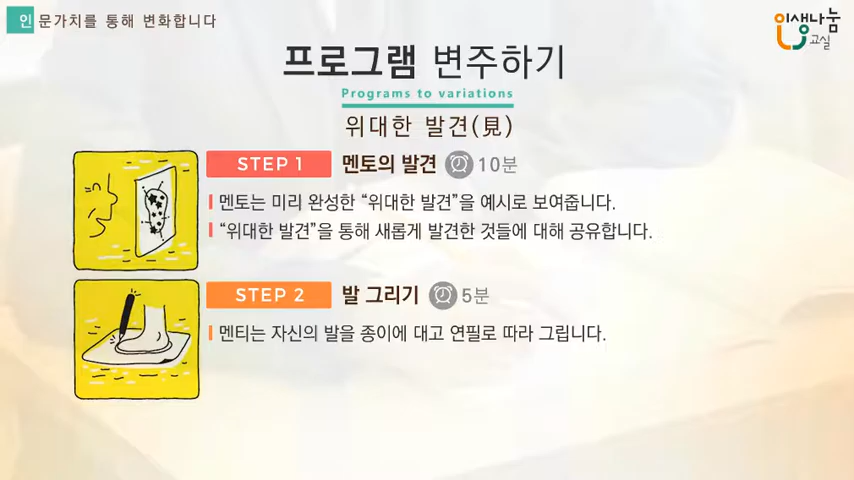 인문가치를 통해 변화합니다
인생나눔
교실
프로그램 변주하기
Programs to variations
위대한 발견(見)
STEP 1 멘토의 발견 10분
멘토는 미리 완성한 “위대한 발견”을 예시로 보여줍니다.
“위대한 발견”을 통해 새롭게 발견한 것들에 대해 공유합니다.
STEP 2 발 그리기 5분
멘티는 자신의 발을 종이에 대고 연필로 따라 그립니다.